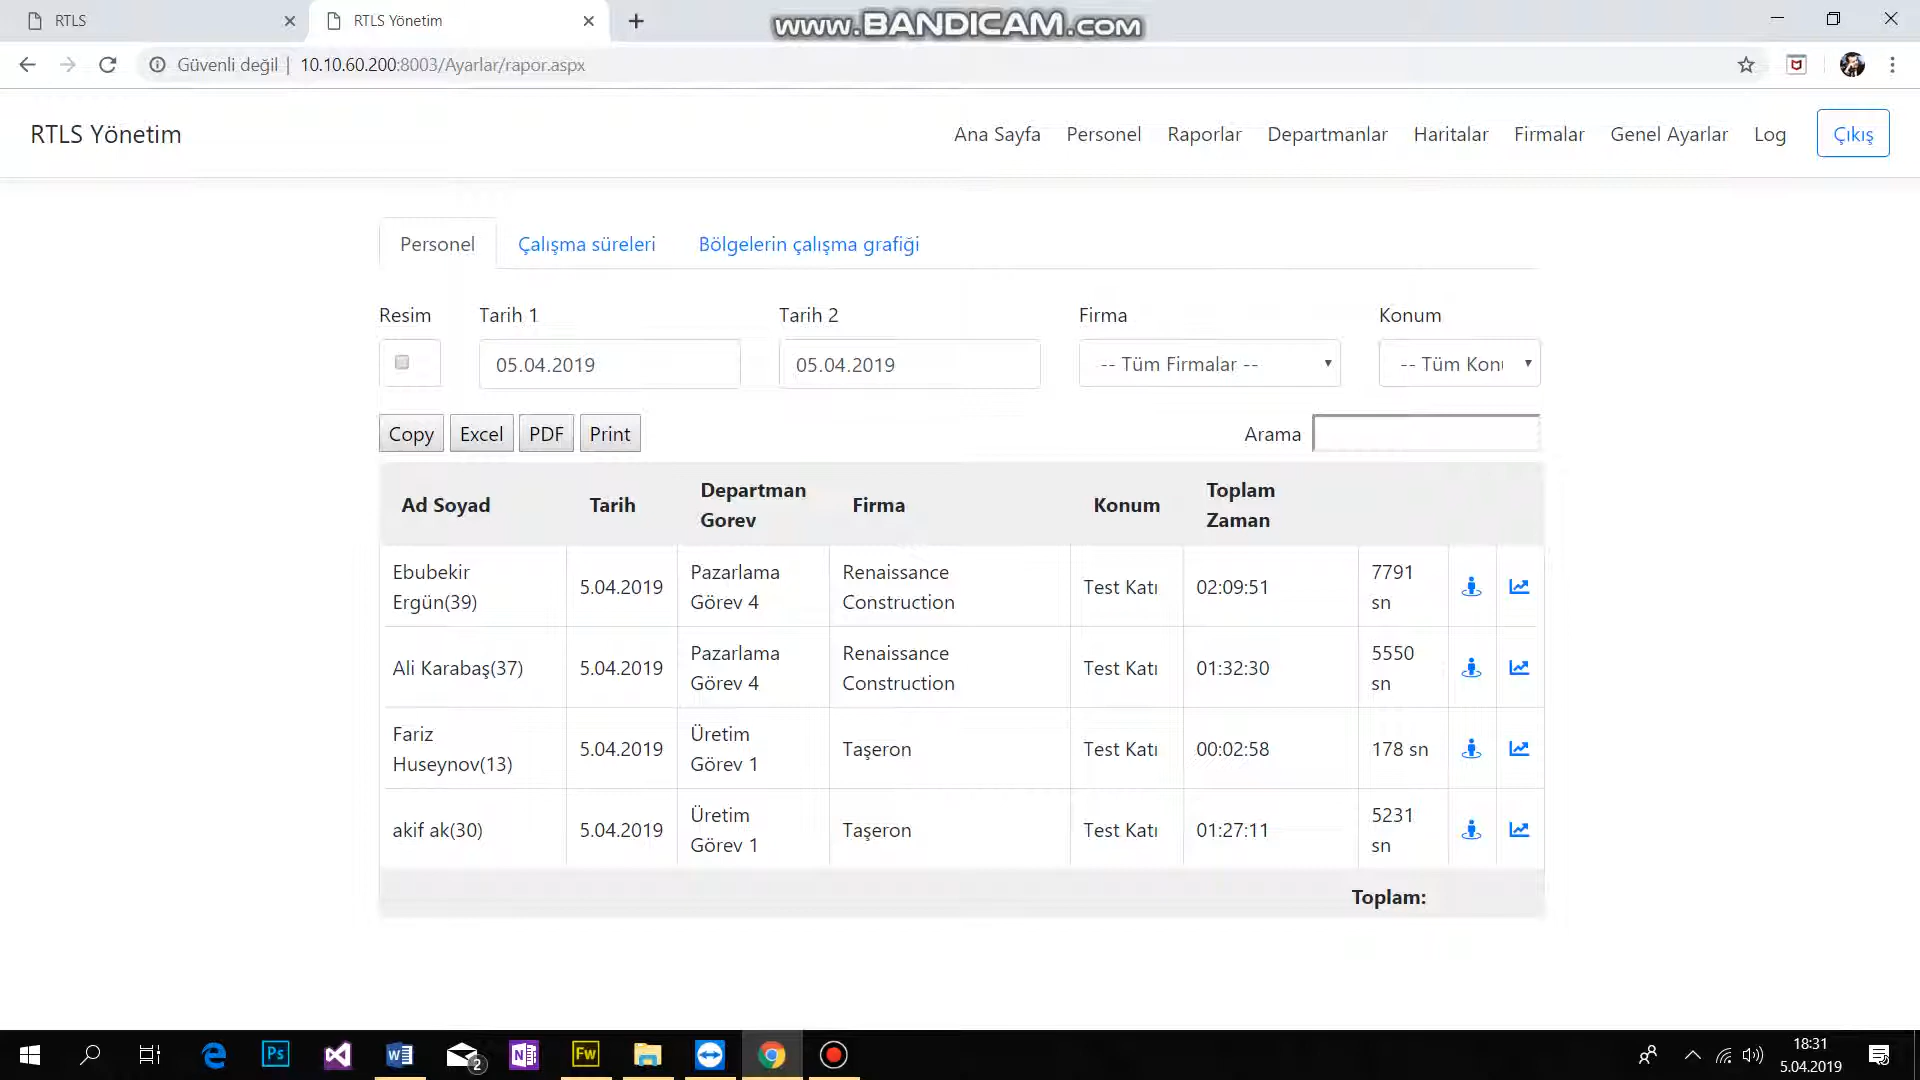 RTLS
RTLS Yönetim
www.BANDICAM.com
Güvenli değil | 10.10.60.200:8003/Ayarlar/rapor.aspx
RTLS Yönetim
Ana Sayfa Personel Raporlar Departmanlar Haritalar Firmalar Genel Ayarlar Log Çıkış
Personel Çalışma süreleri Bölgelerin çalışma grafiği
Resim Tarih 1 Tarih 2 Firma Konum
05.04.2019 05.04.2019 -- Tüm Firmalar -- -- Tüm Kon
Copy Excel PDF Print Arama
Ad Soyad Tarih Departman Gorev Firma Konum Toplam Zaman
Ebubekir Ergün(39) 5.04.2019 Pazarlama Görev 4 Renaissance Construction Test Katı 02:09:51 7791 sn
Ali Karabaş(37) 5.04.2019 Pazarlama Görev 4 Renaissance Construction Test Katı 01:32:30 5550 sn
Fariz Huseynov(13) 5.04.2019 Üretim Görev 1 Taşeron Test Katı 00:02:58 178 sn
akif ak(30) 5.04.2019 Üretim Görev 1 Taşeron Test Katı 01:27:11 5231 sn
Toplam:
Ps
Fw
2
18:31
5.04.2019